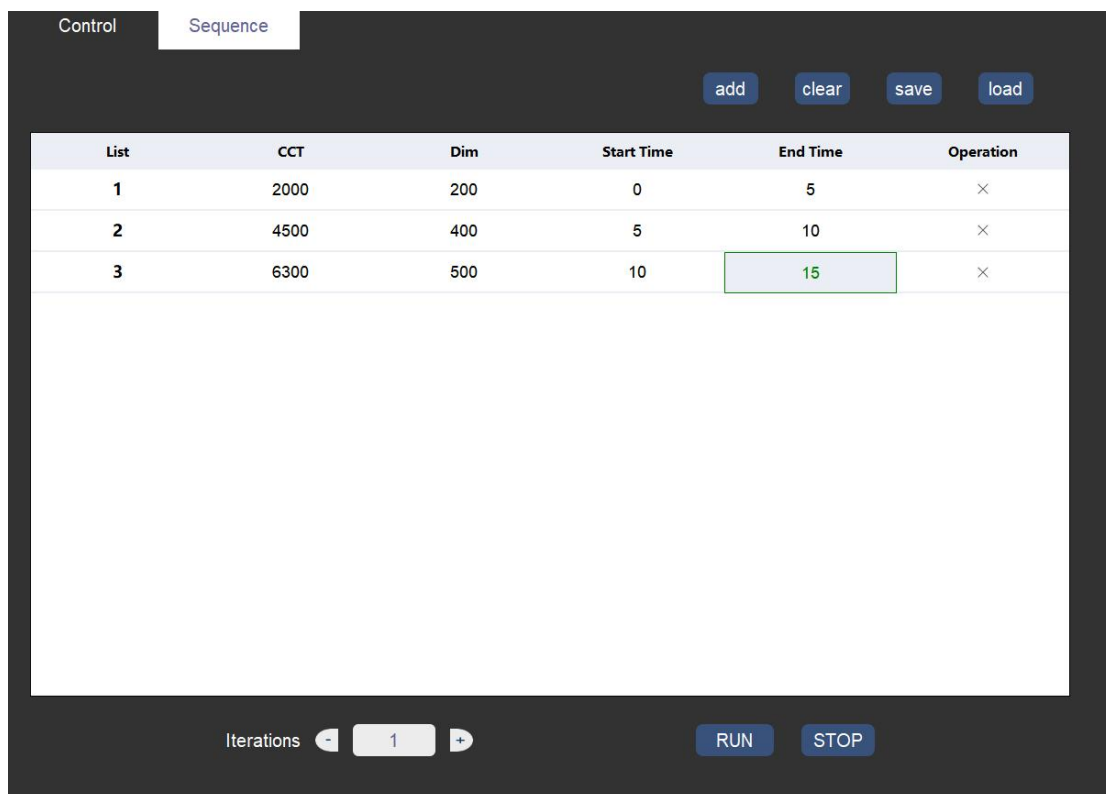 Control Sequence
add clear save load
List CCT Dim Start Time End Time Operation
1 2000 200 0 5 ×
2 4500 400 5 10 ×
3 6300 500 10 15 ×
Iterations - 1 + RUN STOP